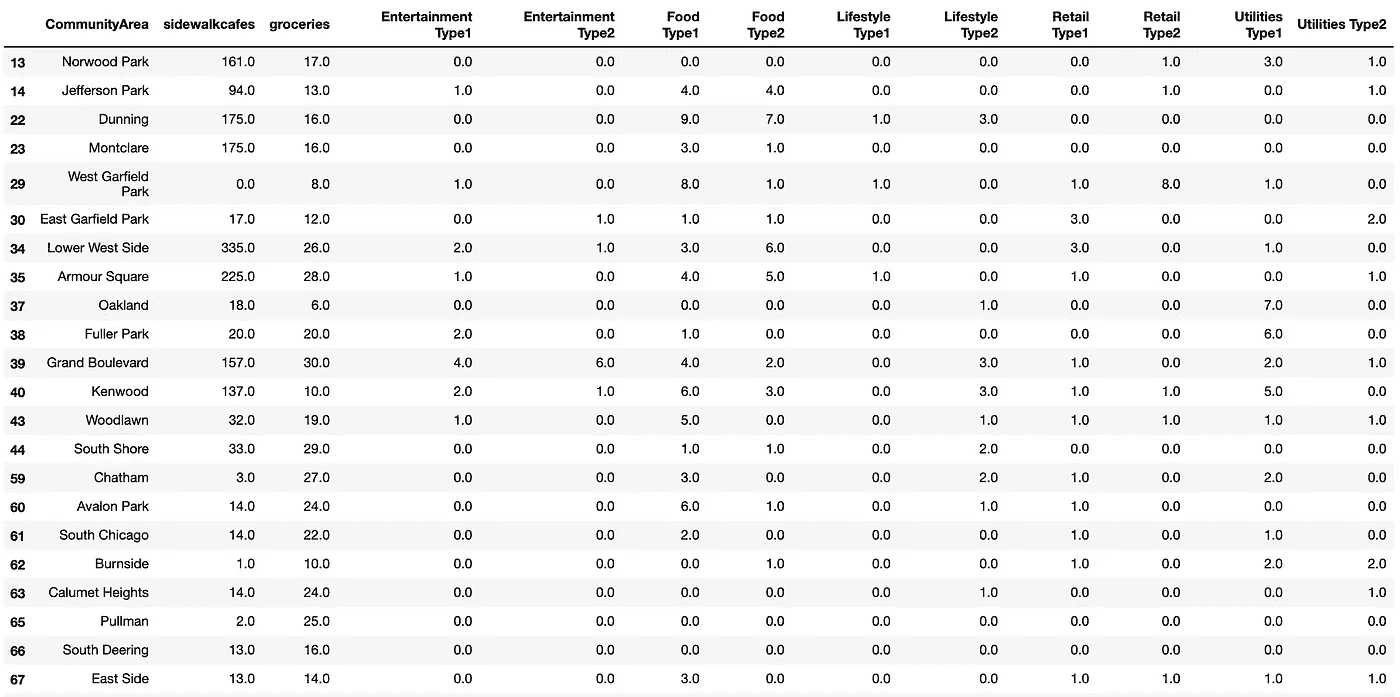 CommunityArea sidewalkcafes groceries Entertainment Type1 Entertainment Type2 Food Type1 Food Type2 Lifestyle Type1 Lifestyle Type2 Retail Type1 Retail Type2 Utilities Type1 Utilities Type2
13 Norwood Park 161.0 17.0 0.0 0.0 0.0 0.0 0.0 0.0 0.0 1.0 3.0 1.0
14 Jefferson Park 94.0 13.0 1.0 0.0 4.0 4.0 0.0 0.0 0.0 1.0 0.0 1.0
22 Dunning 175.0 16.0 0.0 0.0 9.0 7.0 1.0 3.0 0.0 0.0 0.0 0.0
23 Montclare 175.0 16.0 0.0 0.0 3.0 1.0 0.0 0.0 0.0 0.0 0.0 0.0
29 West Garfield Park 0.0 8.0 1.0 0.0 8.0 1.0 1.0 0.0 1.0 8.0 1.0 0.0
30 East Garfield Park 17.0 12.0 0.0 1.0 1.0 1.0 0.0 0.0 3.0 0.0 0.0 2.0
34 Lower West Side 335.0 26.0 2.0 1.0 3.0 6.0 0.0 0.0 3.0 0.0 1.0 0.0
35 Armour Square 225.0 28.0 1.0 0.0 4.0 5.0 1.0 0.0 1.0 0.0 0.0 1.0
37 Oakland 18.0 6.0 0.0 0.0 0.0 0.0 0.0 1.0 0.0 0.0 7.0 0.0
38 Fuller Park 20.0 20.0 2.0 0.0 1.0 0.0 0.0 0.0 0.0 0.0 6.0 0.0
39 Grand Boulevard 157.0 30.0 4.0 6.0 4.0 2.0 0.0 3.0 1.0 0.0 2.0 1.0
40 Kenwood 137.0 10.0 2.0 1.0 6.0 3.0 0.0 3.0 1.0 1.0 5.0 0.0
43 Woodlawn 32.0 19.0 1.0 0.0 5.0 0.0 0.0 1.0 1.0 1.0 1.0 1.0
44 South Shore 33.0 29.0 0.0 0.0 1.0 1.0 0.0 2.0 0.0 0.0 0.0 0.0
59 Chatham 3.0 27.0 0.0 0.0 3.0 0.0 0.0 2.0 1.0 0.0 2.0 0.0
60 Avalon Park 14.0 24.0 0.0 0.0 6.0 1.0 0.0 1.0 1.0 0.0 0.0 0.0
61 South Chicago 14.0 22.0 0.0 0.0 2.0 0.0 0.0 0.0 1.0 0.0 1.0 0.0
62 Burnside 1.0 10.0 0.0 0.0 0.0 1.0 0.0 0.0 1.0 0.0 2.0 2.0
63 Calumet Heights 14.0 24.0 0.0 0.0 0.0 0.0 0.0 1.0 0.0 0.0 0.0 1.0
65 Pullman 2.0 25.0 0.0 0.0 0.0 0.0 0.0 0.0 0.0 0.0 0.0 0.0
66 South Deering 13.0 16.0 0.0 0.0 0.0 0.0 0.0 0.0 0.0 0.0 0.0 0.0
67 East Side 13.0 14.0 0.0 0.0 3.0 0.0 0.0 0.0 1.0 1.0 1.0 1.0